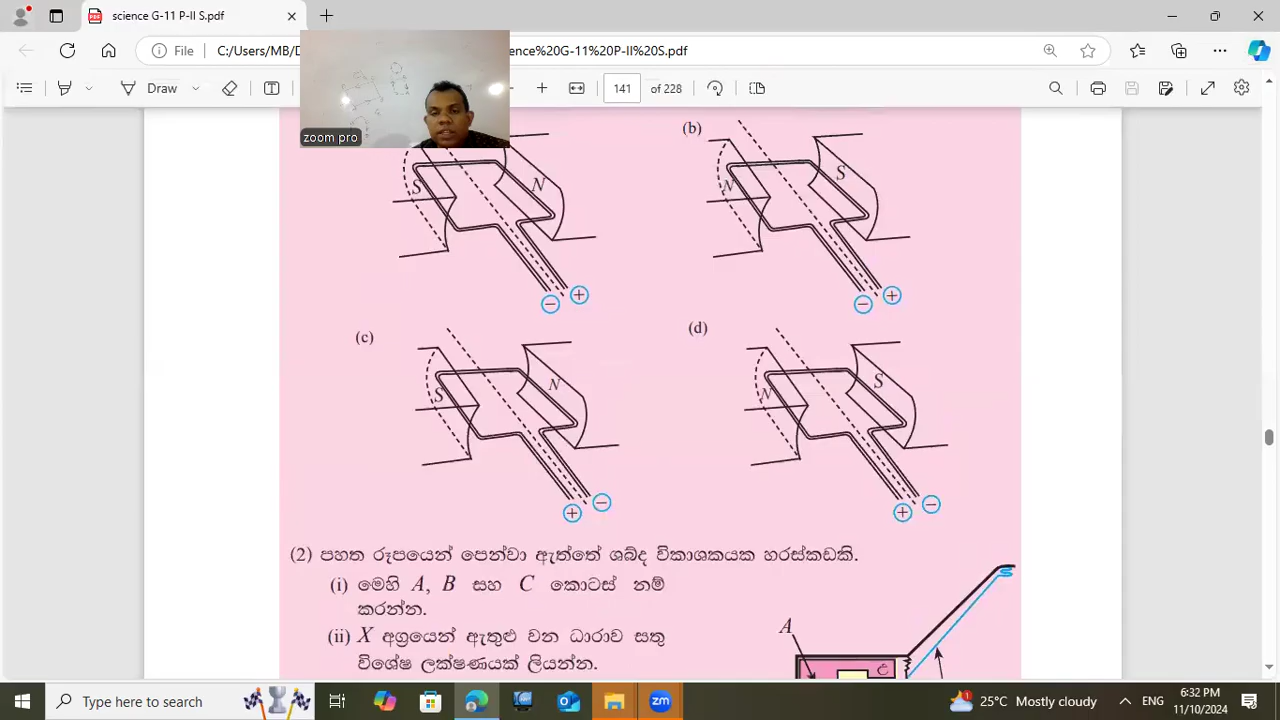 science G-11 P-II S.pdf
File
C:/Users/MB/D
ence%20G-11%20P-II%20S.pdf
Draw
141
of 228
zoom pro
(b)
S
N
N
S
− +
− +
(c)
(d)
S
N
N
S
+ −
+ −
(2) පහත රූපයෙන් පෙන්වා ඇත්තේ ශබ්ද විකාශකයක හරස්කඩකි.
(i) මෙහි A, B සහ C කොටස් නම්
කරන්න.
(ii) X අග්‍රයෙන් ඇතුළු වන ධාරාව සතු
විශේෂ ලක්ෂණයක් ලියන්න.
A
Type here to search
25°C Mostly cloudy
ENG
6:32 PM
11/10/2024